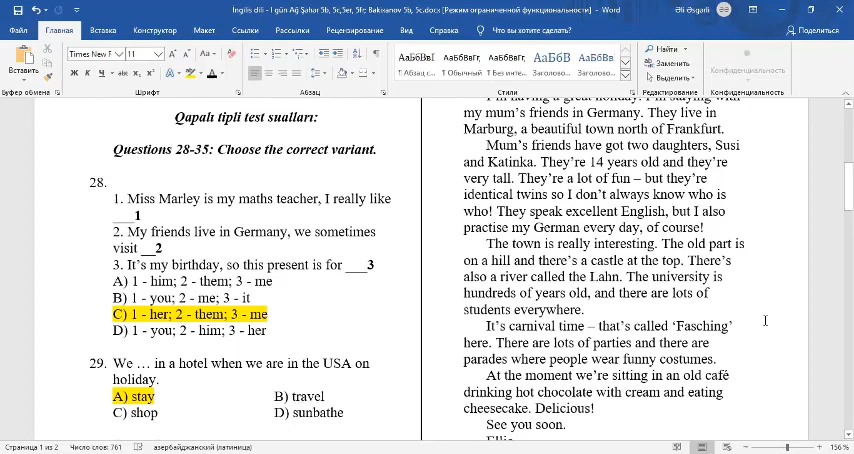 İngilis dili - I gün Ağ Şəhər 5b, 5c,5er, 5fr; Bakıxanov 5b, 5c.docx [Режим ограниченной функциональности] - Word
Əli Əsgərli
Файл
Главная
Вставка
Конструктор
Макет
Ссылки
Рассылки
Рецензирование
Вид
Справка
Что вы хотите сделать?
Поделиться
Вставить
Times New F
11
Ж К Ч
АаБбВвІ АаБбВвГг, АаБбВвГг, АаБбВ АаБбВвГ
¶ Абзац с... ¶ Обычный ¶ Без инте... Заголово... Заголово...
Найти
Заменить
Выделить
Конфиденциальность
Буфер обмена
Шрифт
Абзац
Стили
Редактирование
Конфиденциальность
Qapalı tipli test sualları:
Questions 28-35: Choose the correct variant.
28.
1. Miss Marley is my maths teacher, I really like
___1
2. My friends live in Germany, we sometimes
visit __2
3. It's my birthday, so this present is for ___3
A) 1 - him; 2 - them; 3 - me
B) 1 - you; 2 - me; 3 - it
C) 1 - her; 2 - them; 3 - me
D) 1 - you; 2 - him; 3 - her
29. We … in a hotel when we are in the USA on
holiday.
A) stay B) travel
C) shop D) sunbathe
I'm having a great holiday. I'm staying with
my mum's friends in Germany. They live in
Marburg, a beautiful town north of Frankfurt.
Mum's friends have got two daughters, Susi
and Katinka. They're 14 years old and they're
very tall. They're a lot of fun – but they're
identical twins so I don't always know who is
who! They speak excellent English, but I also
practise my German every day, of course!
The town is really interesting. The old part is
on a hill and there's a castle at the top. There's
also a river called the Lahn. The university is
hundreds of years old, and there are lots of
students everywhere.
It's carnival time – that's called 'Fasching'
here. There are lots of parties and there are
parades where people wear funny costumes.
At the moment we're sitting in an old café
drinking hot chocolate with cream and eating
cheesecake. Delicious!
See you soon.
Ellie
Страница 1 из 2
Число слов: 761
азербайджанский (латиница)
156 %